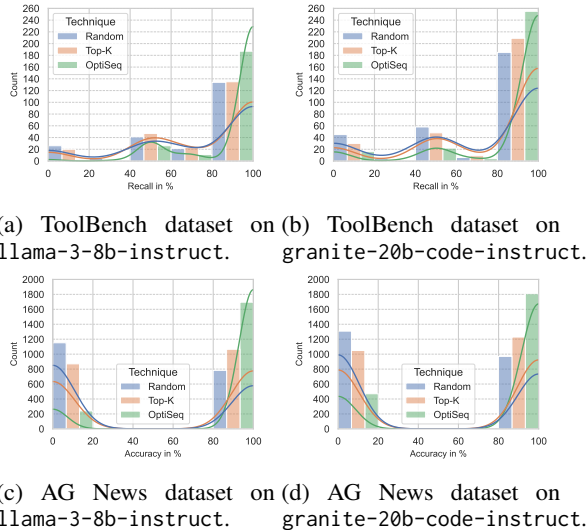 260
240
220
200
180
160
140
120
100
80
60
40
20
0
Count
Technique
Random
Top-K
OptiSeq
0 20 40 60 80 100
Recall in %
260
240
220
200
180
160
140
120
100
80
60
40
20
0
Count
Technique
Random
Top-K
OptiSeq
0 20 40 60 80 100
Recall in %
(a) ToolBench dataset on
llama-3-8b-instruct.
(b) ToolBench dataset on
granite-20b-code-instruct.
2000
1800
1600
1400
1200
1000
800
600
400
200
0
Count
Technique
Random
Top-K
OptiSeq
0 20 40 60 80 100
Accuracy in %
2000
1800
1600
1400
1200
1000
800
600
400
200
0
Count
Technique
Random
Top-K
OptiSeq
0 20 40 60 80 100
Accuracy in %
(c) AG News dataset on
llama-3-8b-instruct.
(d) AG News dataset on
granite-20b-code-instruct.